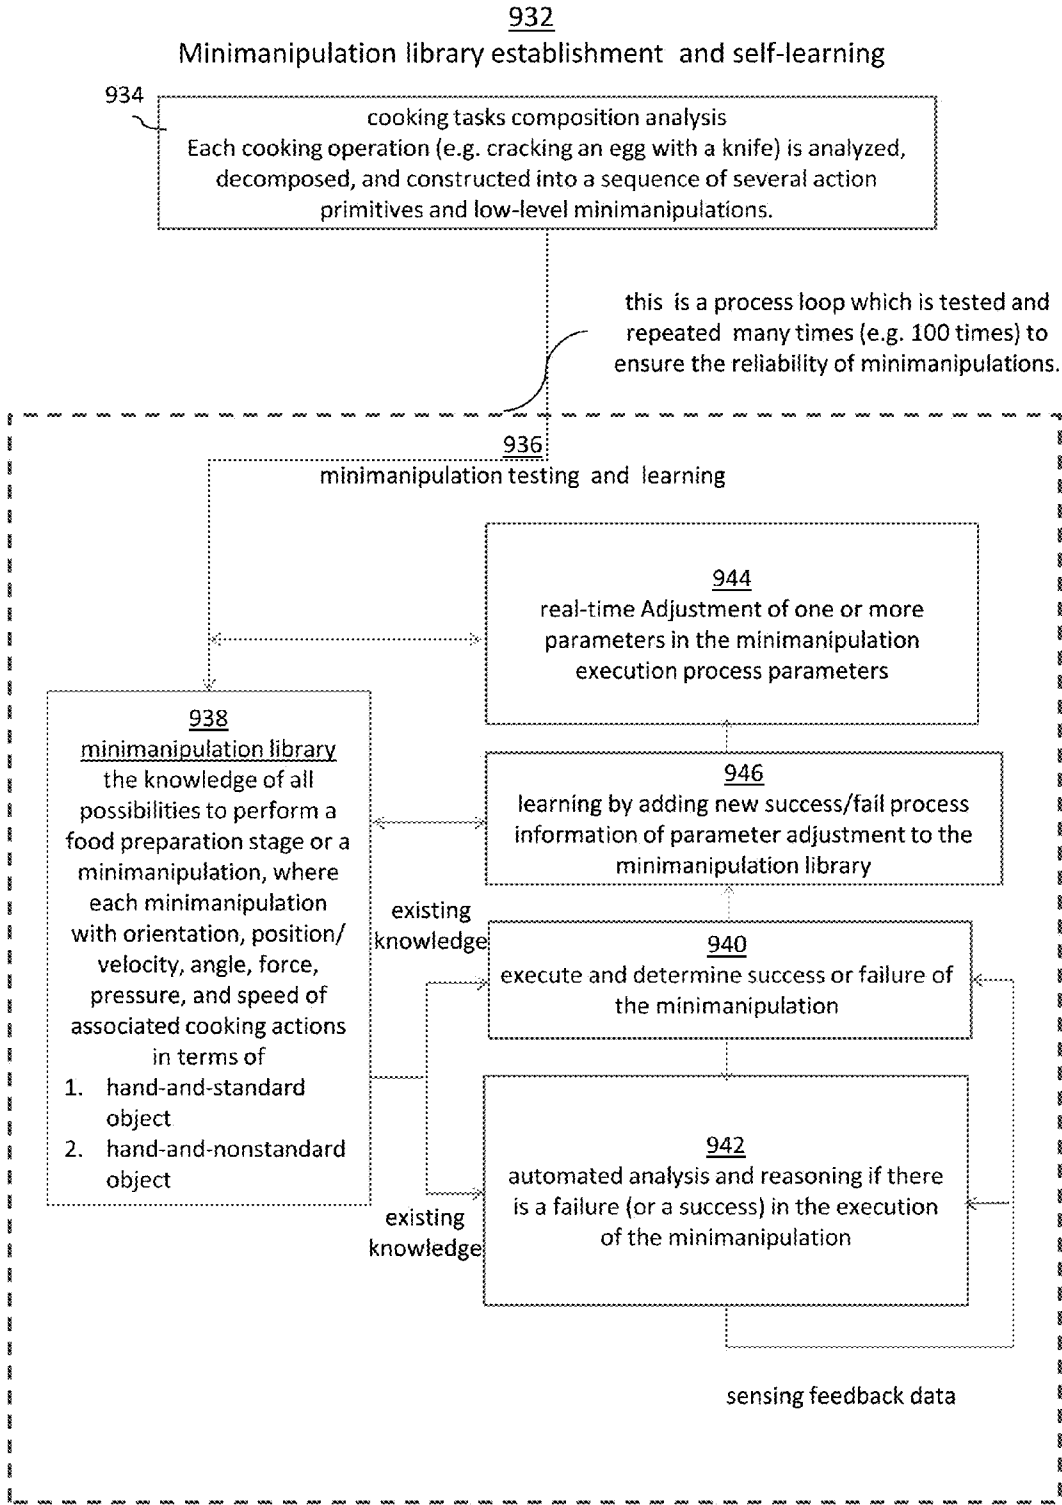 932
Minimanipulation library establishment and self-learning
934
cooking tasks composition analysis
Each cooking operation (e.g. cracking an egg with a knife) is analyzed,
decomposed, and constructed into a sequence of several action
primitives and low-level minimanipulations.
this is a process loop which is tested and
repeated many times (e.g. 100 times) to
ensure the reliability of minimanipulations.
936
minimanipulation testing and learning
944
real-time Adjustment of one or more
parameters in the minimanipulation
execution process parameters
938
minimanipulation library
the knowledge of all
possibilities to perform a
food preparation stage or a
minimanipulation, where
each minimanipulation
with orientation, position/
velocity, angle, force,
pressure, and speed of
associated cooking actions
in terms of
1. hand-and-standard
object
2. hand-and-nonstandard
object
946
learning by adding new success/fail process
information of parameter adjustment to the
minimanipulation library
existing
knowledge
940
execute and determine success or failure of
the minimanipulation
942
automated analysis and reasoning if there
is a failure (or a success) in the execution
of the minimanipulation
existing
knowledge
sensing feedback data